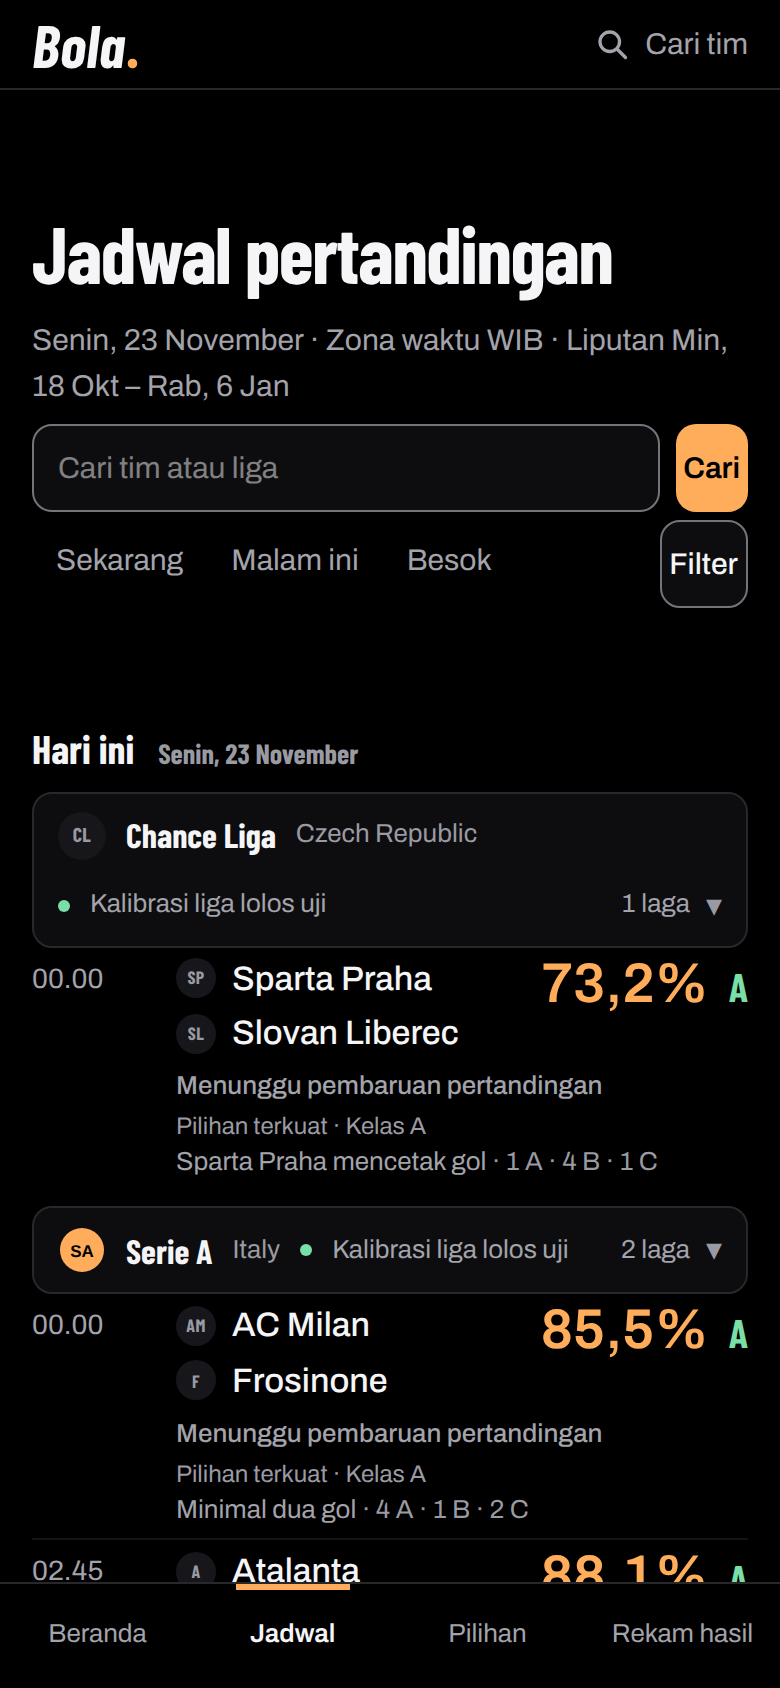 Bola.
Cari tim
Jadwal pertandingan
Senin, 23 November · Zona waktu WIB · Liputan Min,
18 Okt – Rab, 6 Jan
Cari tim atau liga
Cari
Sekarang
Malam ini
Besok
Filter
Hari ini
Senin, 23 November
CL
Chance Liga
Czech Republic
Kalibrasi liga lolos uji
1 laga ▼
00.00
SP
Sparta Praha
73,2%
A
SL
Slovan Liberec
Menunggu pembaruan pertandingan
Pilihan terkuat · Kelas A
Sparta Praha mencetak gol · 1 A · 4 B · 1 C
SA
Serie A
Italy
Kalibrasi liga lolos uji
2 laga ▼
00.00
AM
AC Milan
85,5%
A
F
Frosinone
Menunggu pembaruan pertandingan
Pilihan terkuat · Kelas A
Minimal dua gol · 4 A · 1 B · 2 C
02.45
A
Atalanta
88,1%
A
Beranda
Jadwal
Pilihan
Rekam hasil